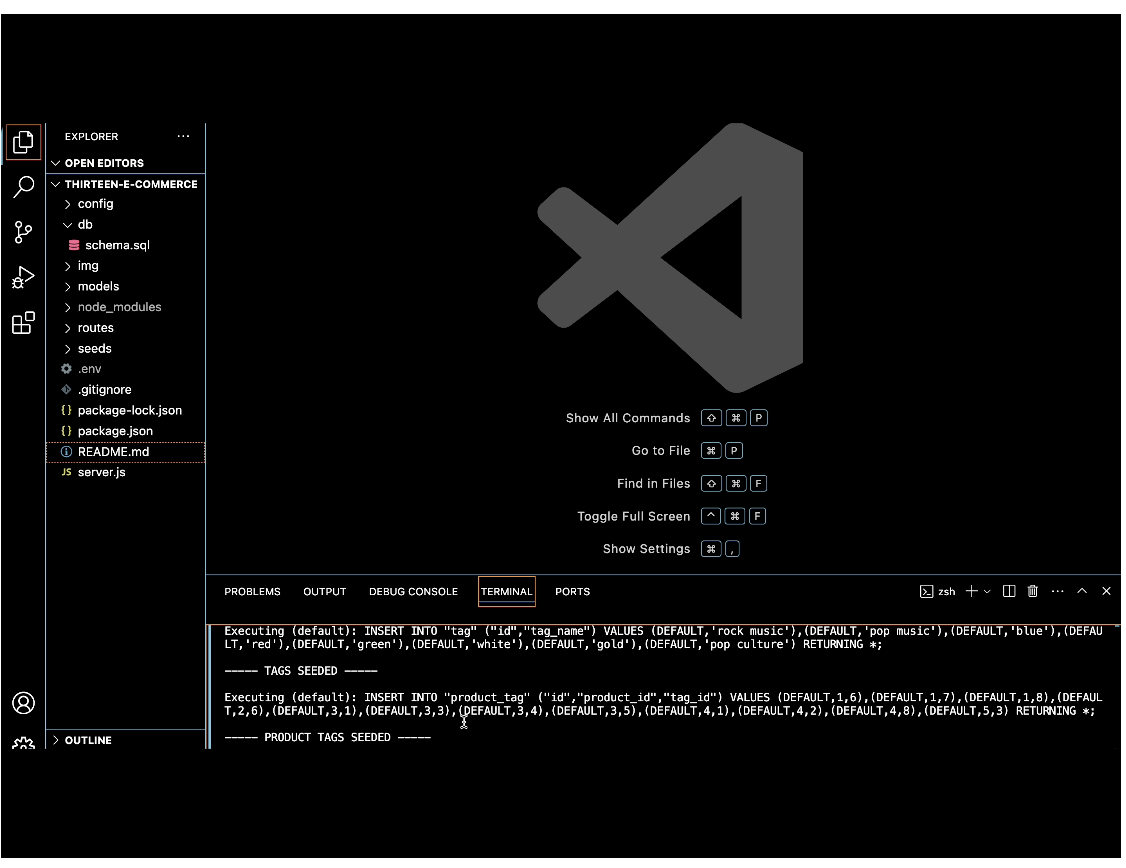 EXPLORER
OPEN EDITORS
THIRTEEN-E-COMMERCE
config
db
schema.sql
img
models
node_modules
routes
seeds
.env
.gitignore
package-lock.json
package.json
README.md
JS server.js
OUTLINE
Show All Commands ⇧ ⌘ P
Go to File ⌘ P
Find in Files ⇧ ⌘ F
Toggle Full Screen ^ ⌘ F
Show Settings ⌘ ,
PROBLEMS OUTPUT DEBUG CONSOLE TERMINAL PORTS zsh
Executing (default): INSERT INTO "tag" ("id","tag_name") VALUES (DEFAULT,'rock music'),(DEFAULT,'pop music'),(DEFAULT,'blue'),(DEFAU
LT,'red'),(DEFAULT,'green'),(DEFAULT,'white'),(DEFAULT,'gold'),(DEFAULT,'pop culture') RETURNING *;
----- TAGS SEEDED -----
Executing (default): INSERT INTO "product_tag" ("id","product_id","tag_id") VALUES (DEFAULT,1,6),(DEFAULT,1,7),(DEFAULT,1,8),(DEFAUL
T,2,6),(DEFAULT,3,1),(DEFAULT,3,3),(DEFAULT,3,4),(DEFAULT,3,5),(DEFAULT,4,1),(DEFAULT,4,2),(DEFAULT,4,8),(DEFAULT,5,3) RETURNING *;
----- PRODUCT TAGS SEEDED -----